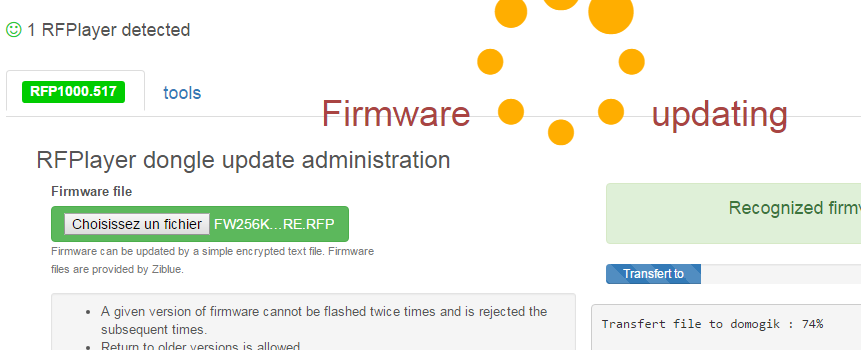 1 RFPlayer detected
RFP1000.517
tools
Firmware updating
RFPlayer dongle update administration
Firmware file
Choisissez un fichier FW256K...RE.RFP
Firmware can be updated by a simple encrypted text file. Firmware
files are provided by Ziblue.
A given version of firmware cannot be flashed twice times and is rejected the
subsequent times.
Return to older versions is allowed.
Recognized firmw
Transfert to
Transfert file to domogik : 74%